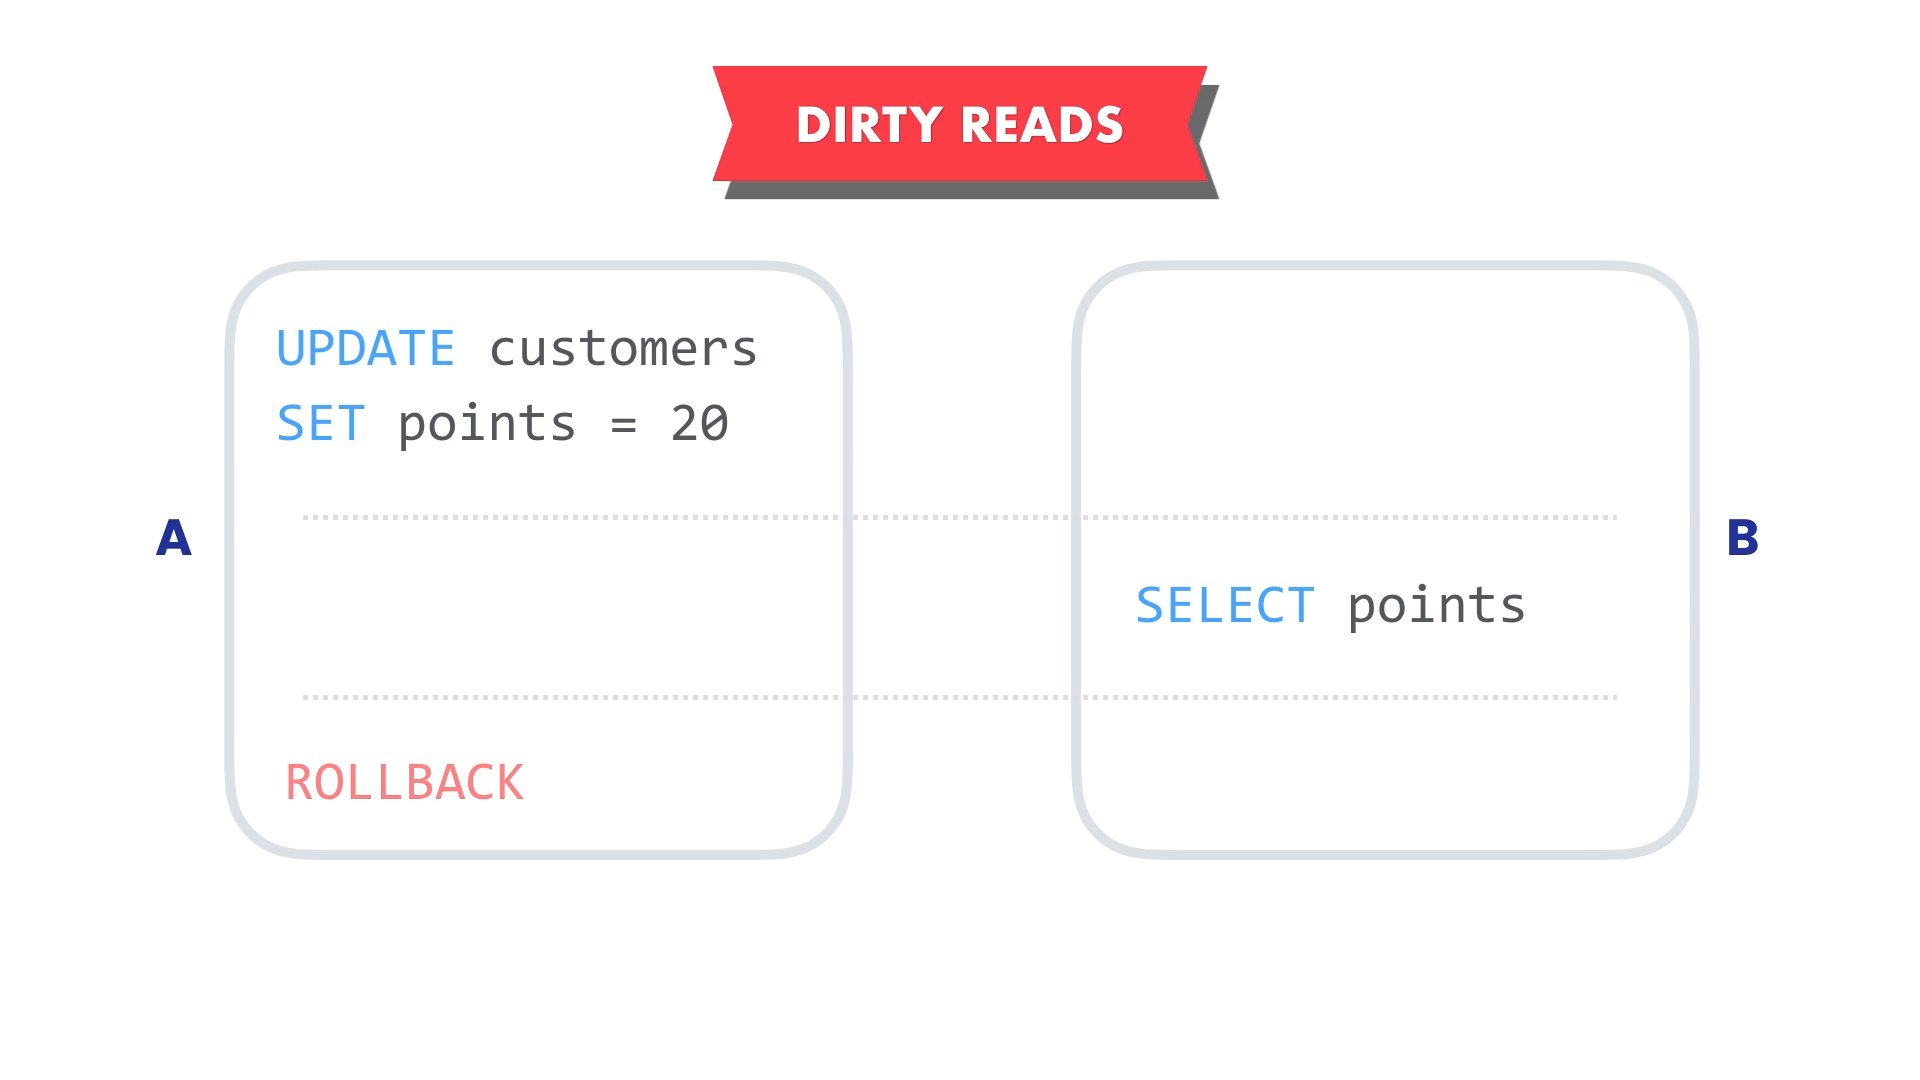 DIRTY READS
UPDATE customers
SET points = 20
A
B
SELECT points
ROLLBACK